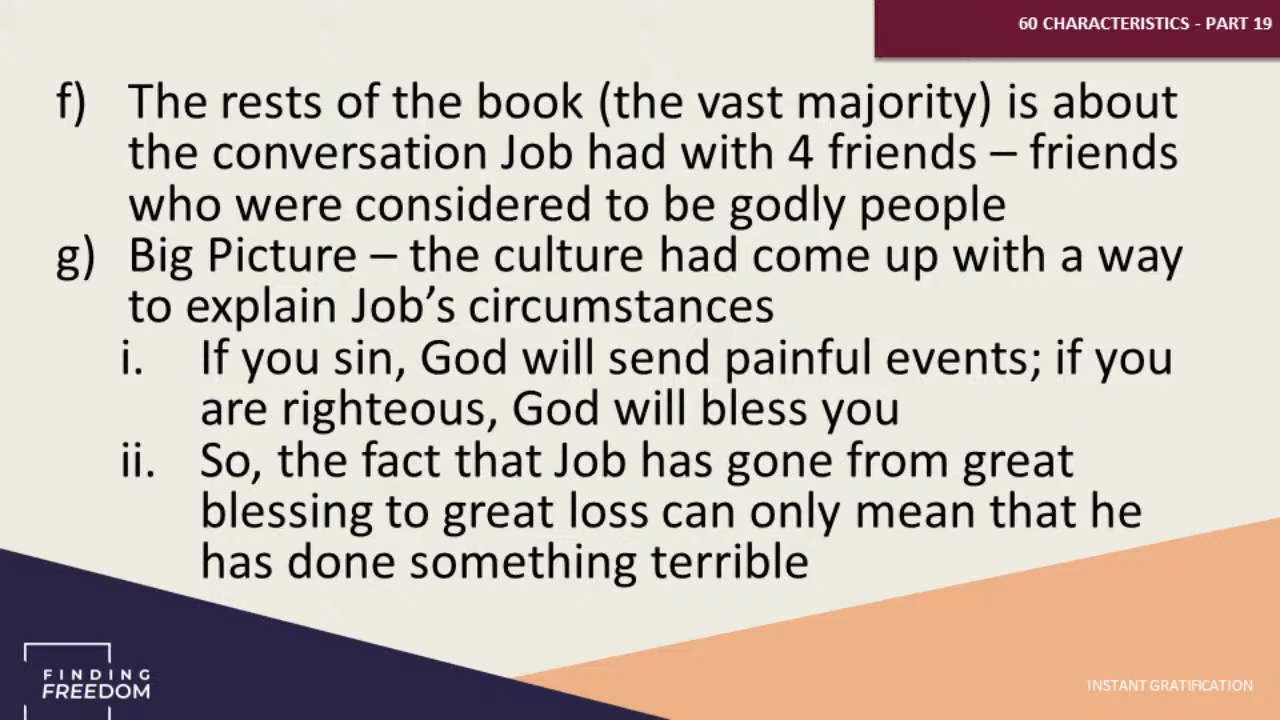 60 CHARACTERISTICS - PART 19
f) The rests of the book (the vast majority) is about
the conversation Job had with 4 friends – friends
who were considered to be godly people
g) Big Picture – the culture had come up with a way
to explain Job’s circumstances
i. If you sin, God will send painful events; if you
are righteous, God will bless you
ii. So, the fact that Job has gone from great
blessing to great loss can only mean that he
has done something terrible
FINDING
FREEDOM
INSTANT GRATIFICATION